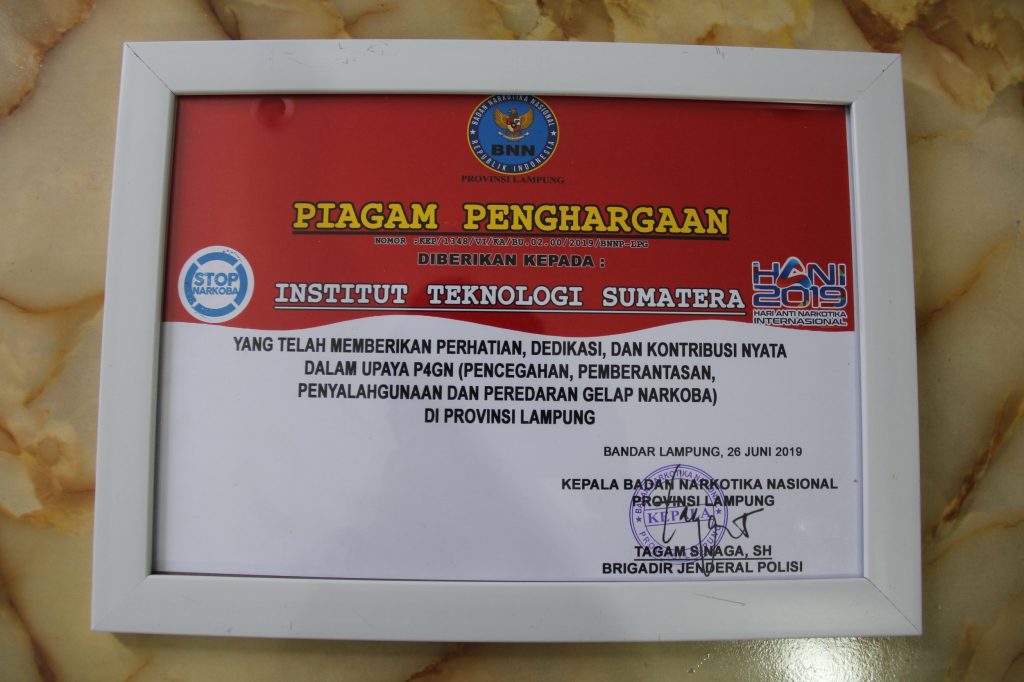 BADAN NARKOTIKA NASIONAL
BNN
REPUBLIK INDONESIA
PROVINSI LAMPUNG
PIAGAM PENGHARGAAN
NOMOR :KEP/1348/VI/KA/BU.02.00/2019/BNNP-LPG
DIBERIKAN KEPADA :
STOP
NARKOBA
INSTITUT TEKNOLOGI SUMATERA
HANI
2019
HARI ANTI NARKOTIKA
INTERNASIONAL
YANG TELAH MEMBERIKAN PERHATIAN, DEDIKASI, DAN KONTRIBUSI NYATA
DALAM UPAYA P4GN (PENCEGAHAN, PEMBERANTASAN,
PENYALAHGUNAAN DAN PEREDARAN GELAP NARKOBA)
DI PROVINSI LAMPUNG
BANDAR LAMPUNG, 26 JUNI 2019
KEPALA BADAN NARKOTIKA NASIONAL
PROVINSI LAMPUNG
KEPALA
TAGAM SINAGA, SH
BRIGADIR JENDERAL POLISI